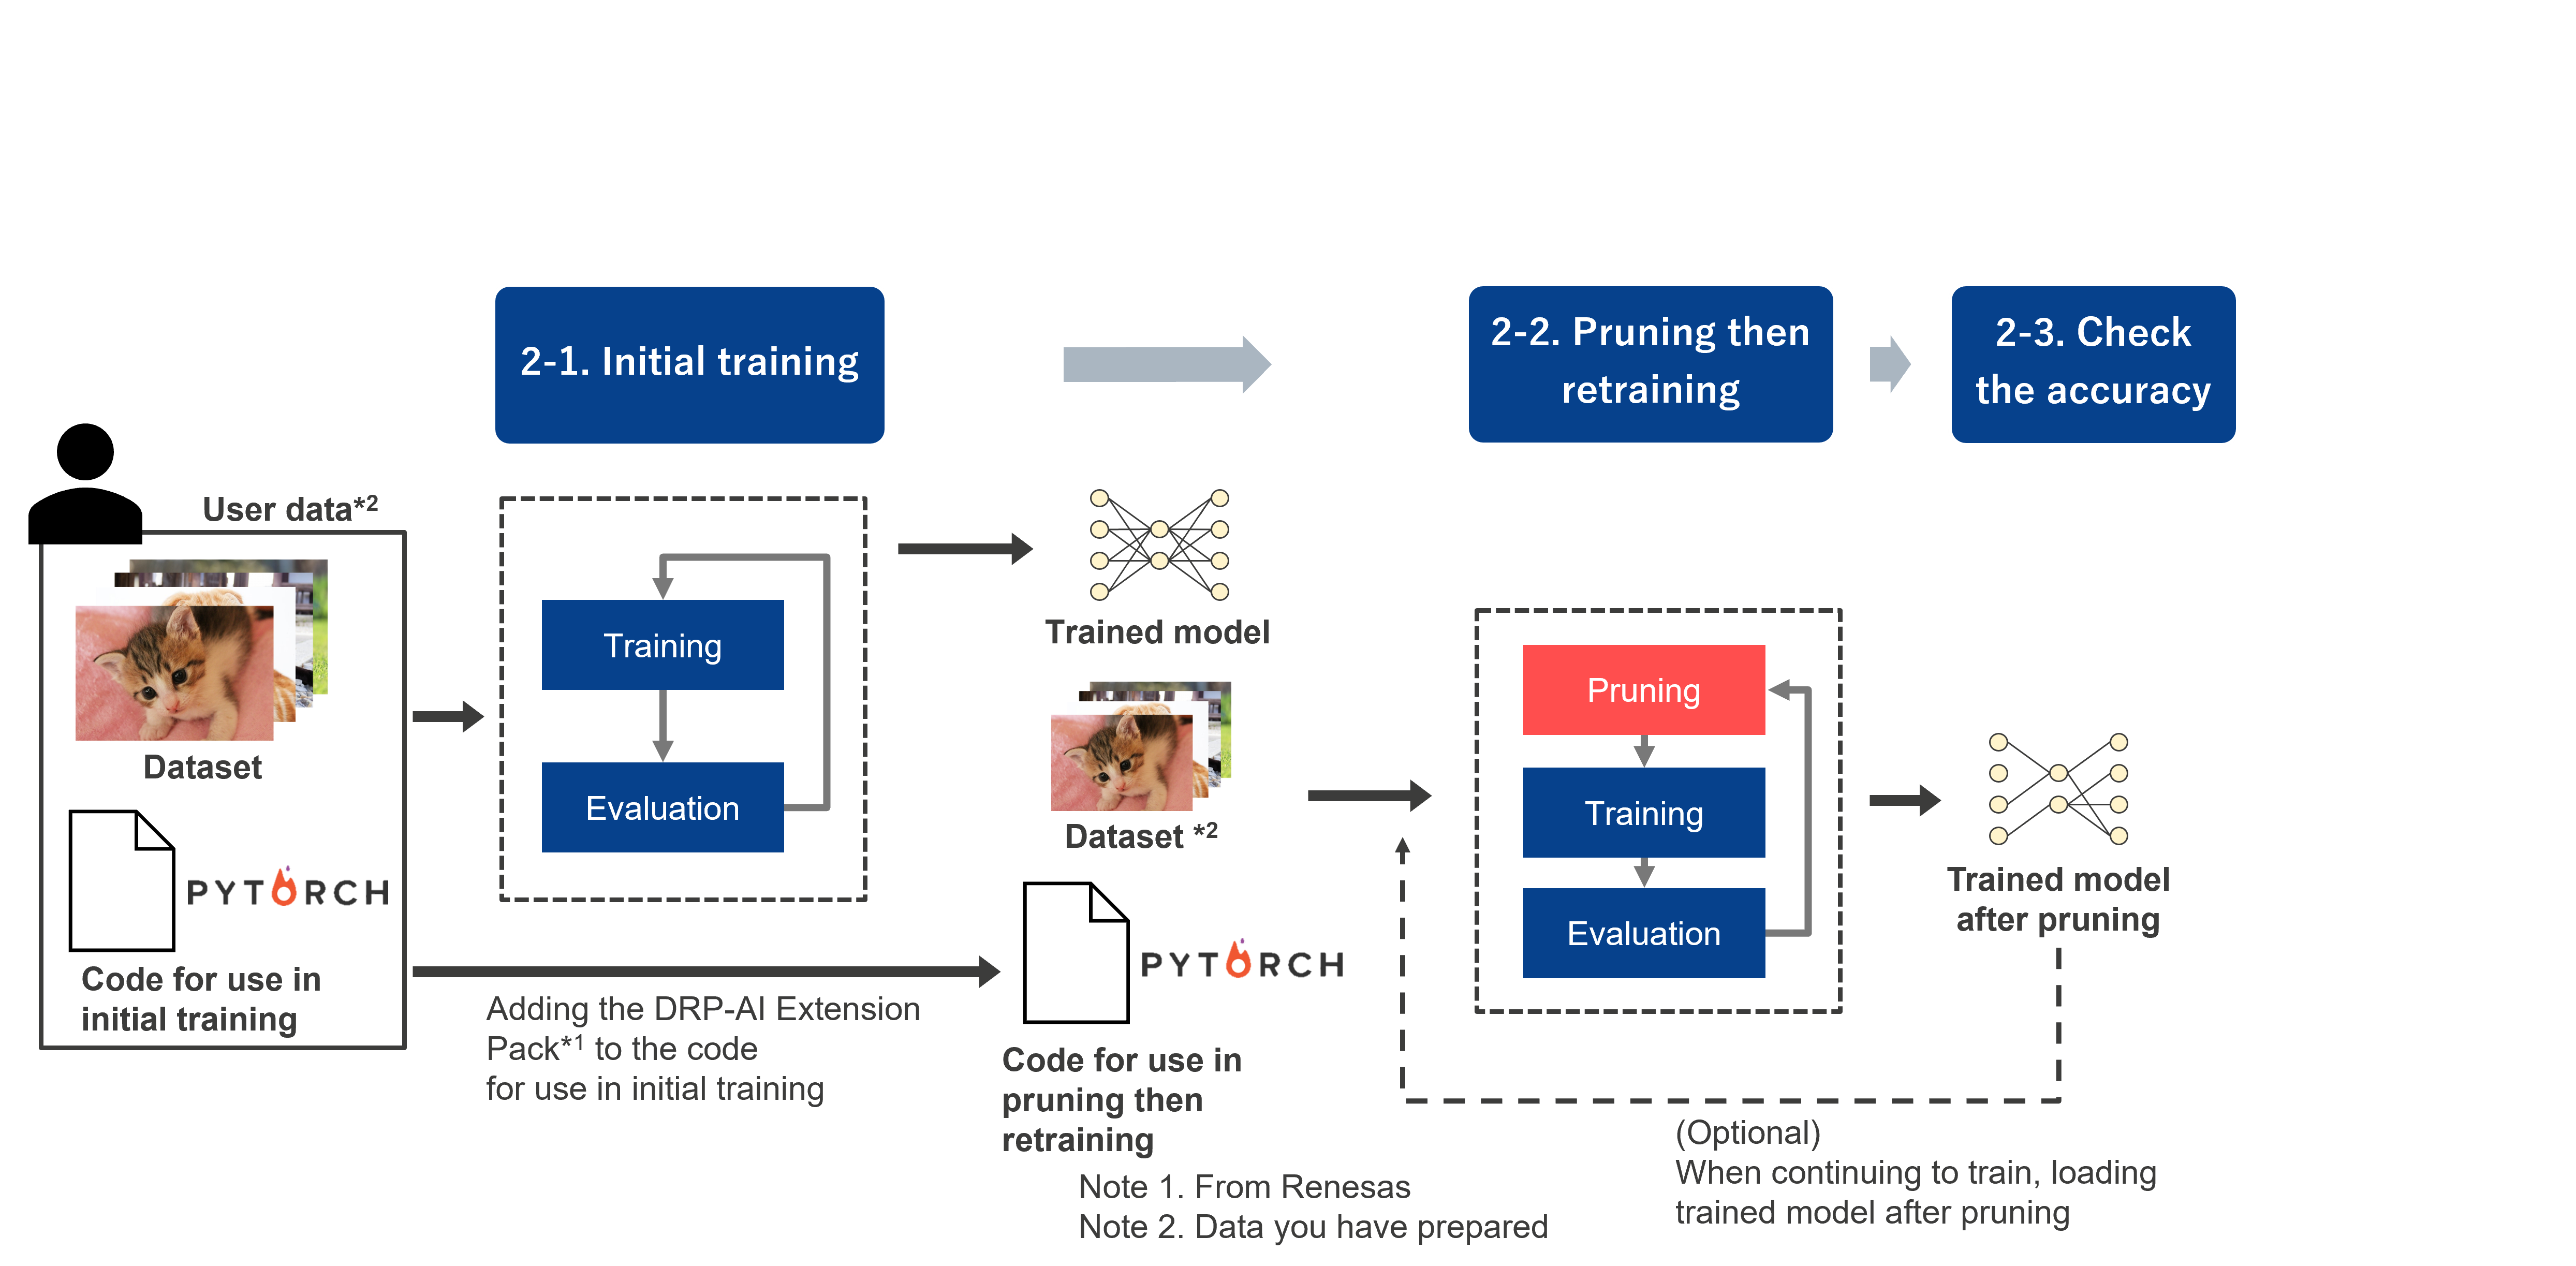 2-1. Initial training
2-2. Pruning then
retraining
2-3. Check
the accuracy
User data*2
Dataset
PYTORCH
Code for use in
initial training
Training
Evaluation
Adding the DRP-AI Extension
Pack*1 to the code
for use in initial training
Trained model
Dataset *2
PYTORCH
Code for use in
pruning then
retraining
Note 1. From Renesas
Note 2. Data you have prepared
Pruning
Training
Evaluation
Trained model
after pruning
(Optional)
When continuing to train, loading
trained model after pruning